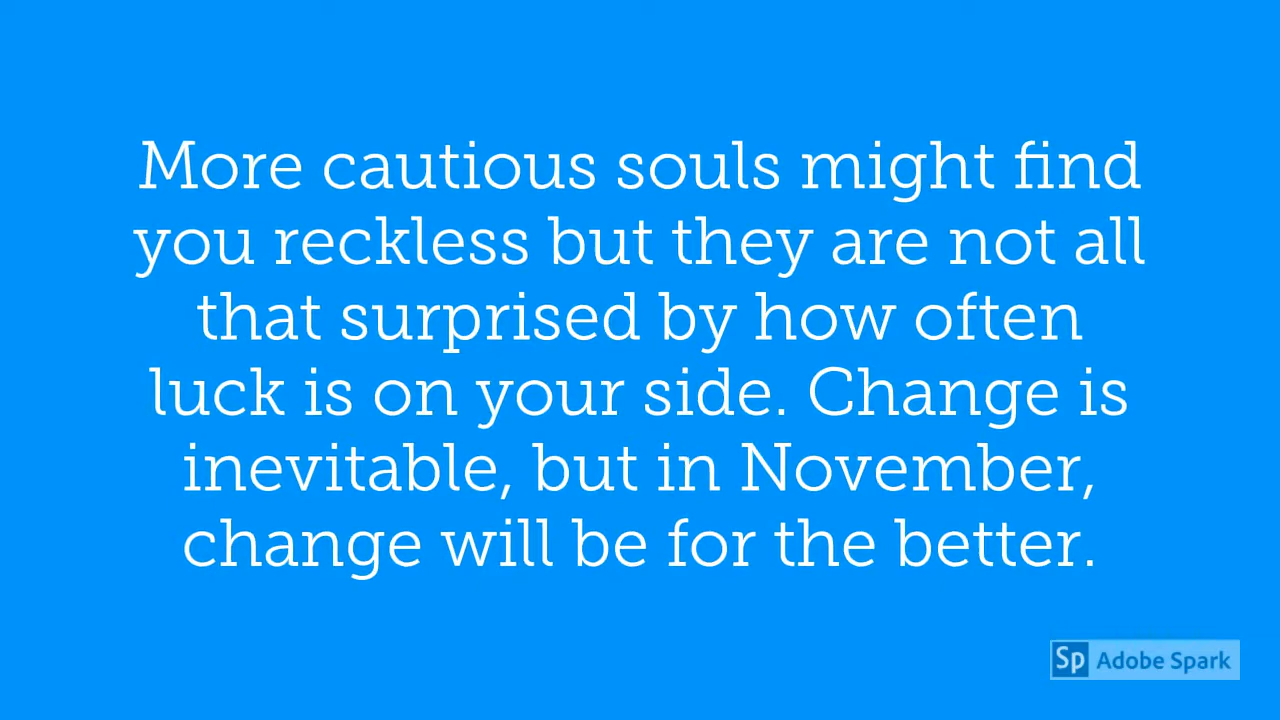 More cautious souls might find
you reckless but they are not all
that surprised by how often
luck is on your side. Change is
inevitable, but in November,
change will be for the better.
Sp Adobe Spark